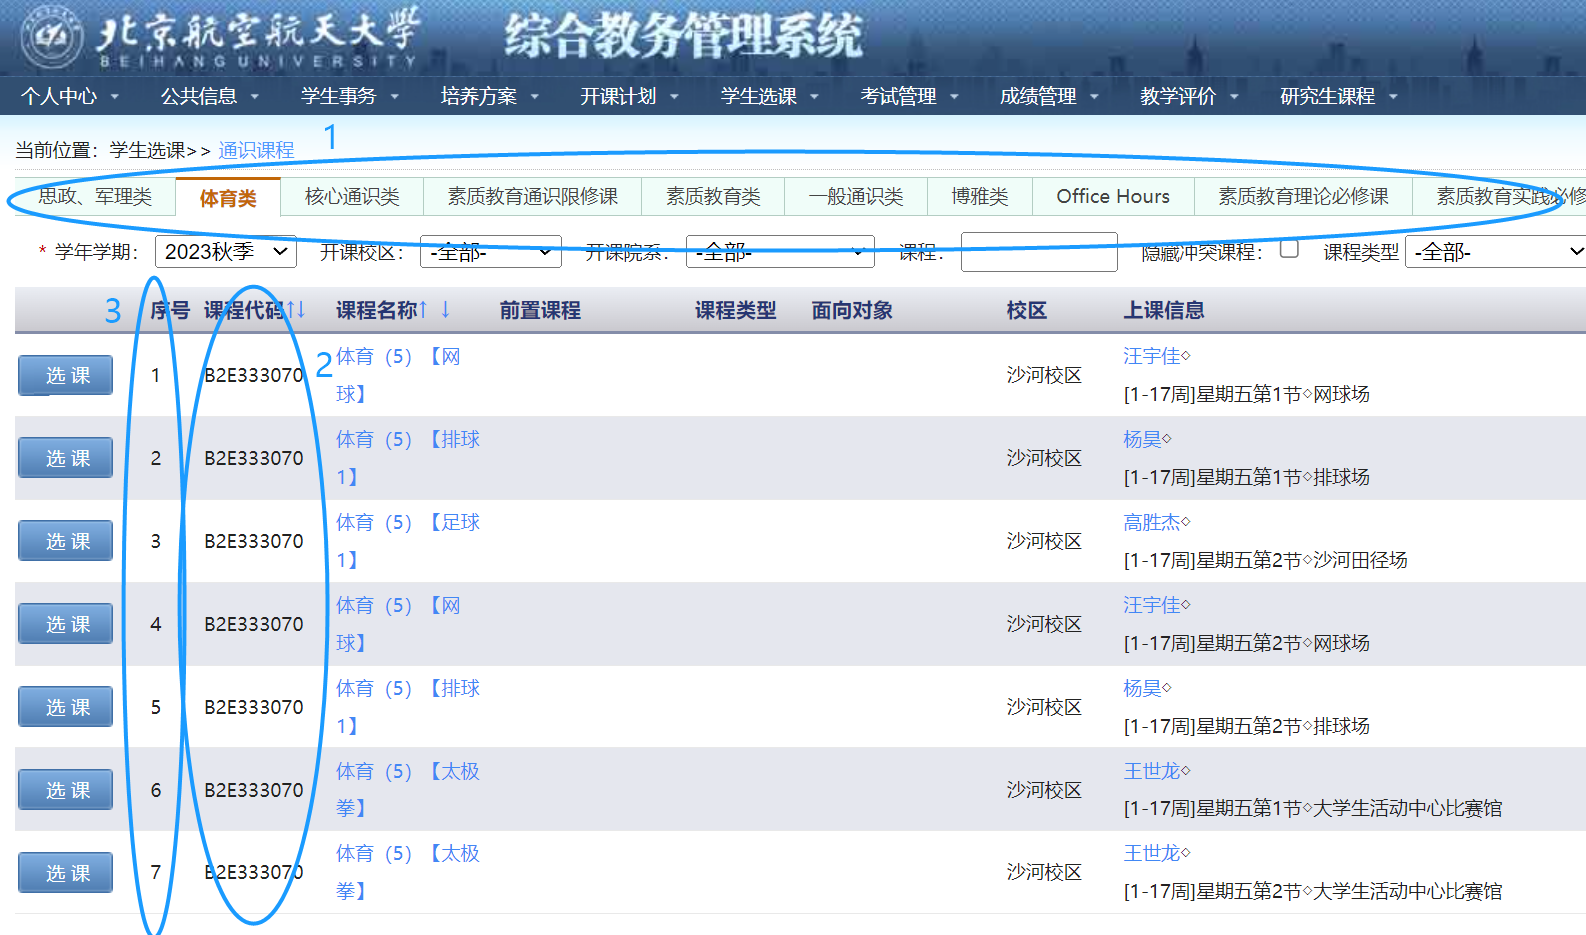 北京航空航天大学 综合教务管理系统
BEIHANG UNIVERSITY
个人中心 公共信息 学生事务 培养方案 开课计划 学生选课 考试管理 成绩管理 教学评价 研究生课程
1
当前位置：学生选课>> 通识课程
思政、军理类 体育类 核心通识类 素质教育通识限修课 素质教育类 一般通识类 博雅类 Office Hours 素质教育理论必修课 素质教育实践必修
* 学年学期： 2023秋季 开课校区： -全部- 开课院系： -全部- 课程： 隐藏冲突课程： 课程类型 -全部-
3 序号 课程代码↑↓ 课程名称↑ ↓ 前置课程 课程类型 面向对象 校区 上课信息
2
选 课 1 B2E333070 体育（5）【网球】 沙河校区 汪宇佳◇
[1-17周]星期五第1节◇网球场
选 课 2 B2E333070 体育（5）【排球1】 沙河校区 杨昊◇
[1-17周]星期五第1节◇排球场
选 课 3 B2E333070 体育（5）【足球1】 沙河校区 高胜杰◇
[1-17周]星期五第2节◇沙河田径场
选 课 4 B2E333070 体育（5）【网球】 沙河校区 汪宇佳◇
[1-17周]星期五第2节◇网球场
选 课 5 B2E333070 体育（5）【排球1】 沙河校区 杨昊◇
[1-17周]星期五第2节◇排球场
选 课 6 B2E333070 体育（5）【太极拳】 沙河校区 王世龙◇
[1-17周]星期五第1节◇大学生活动中心比赛馆
选 课 7 B2E333070 体育（5）【太极拳】 沙河校区 王世龙◇
[1-17周]星期五第2节◇大学生活动中心比赛馆